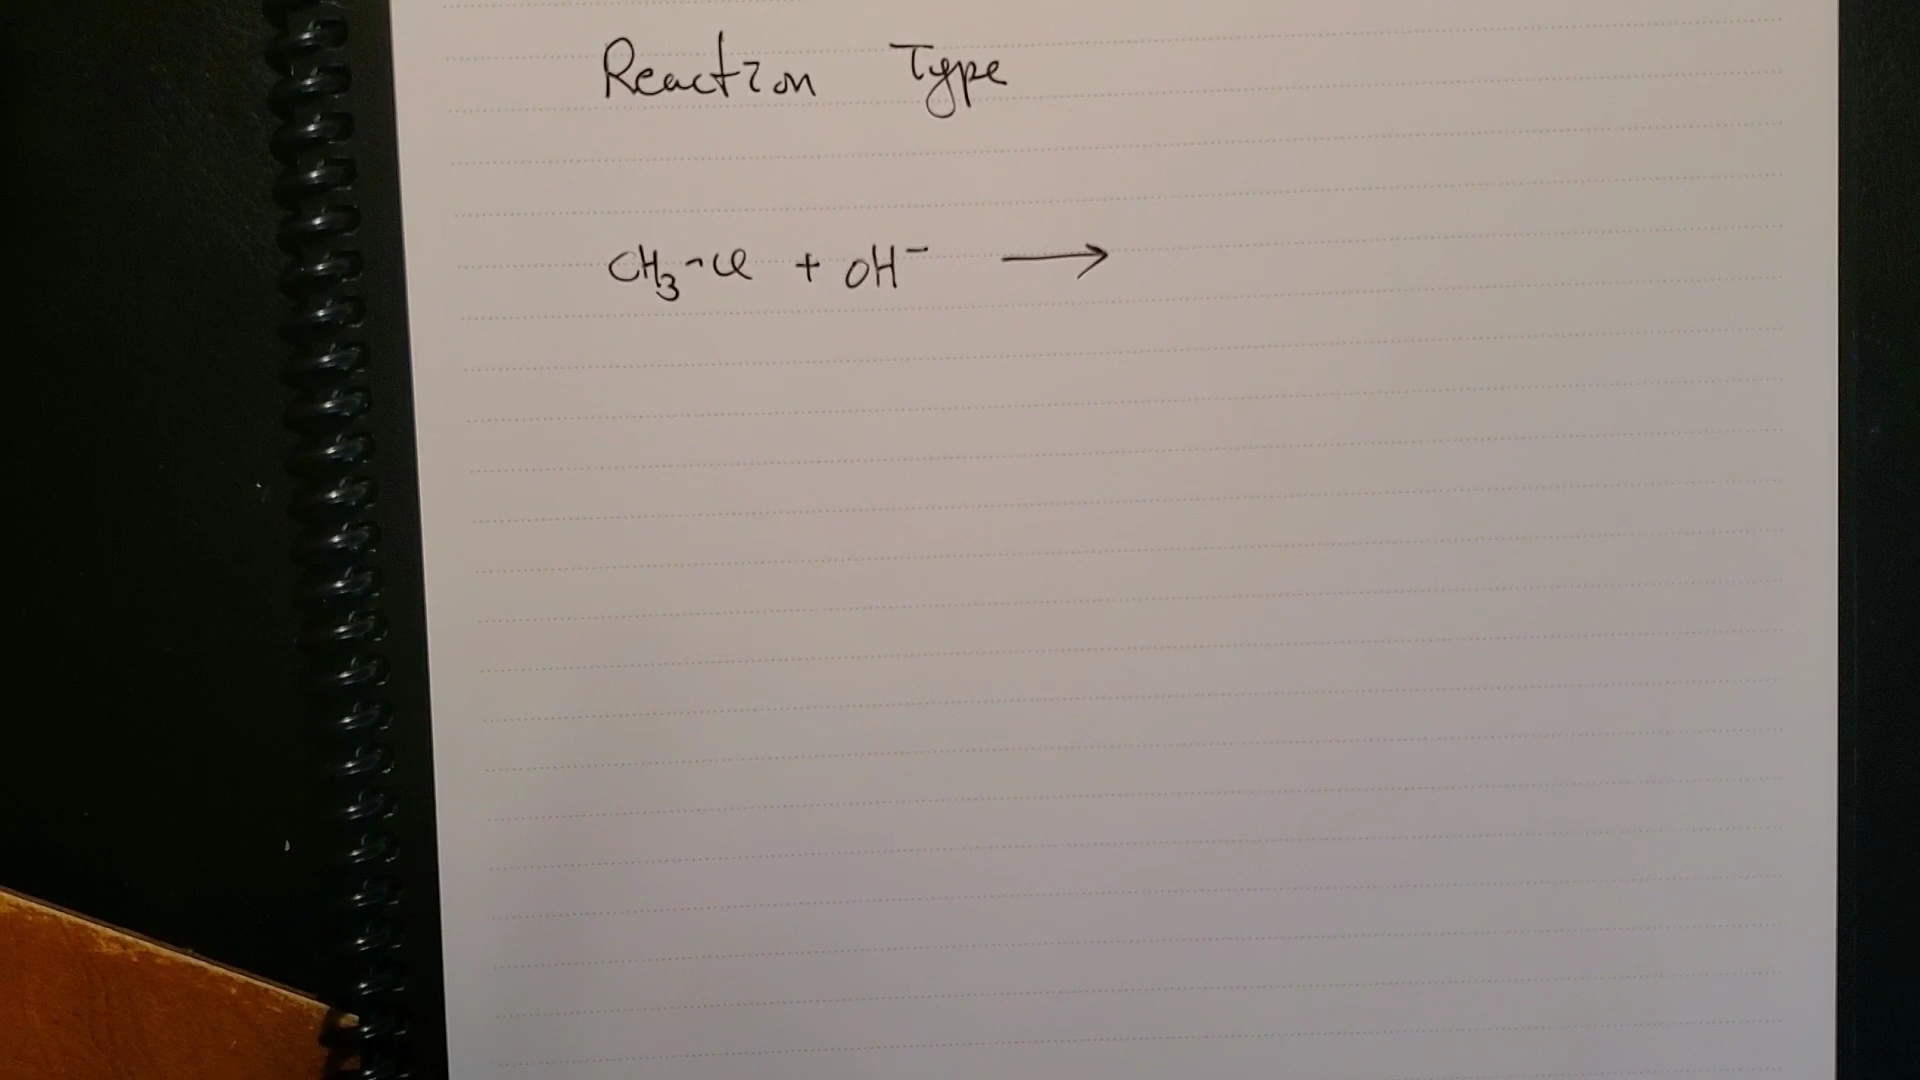 Reaction Type
CH₃-Cl + OH⁻ ⟶